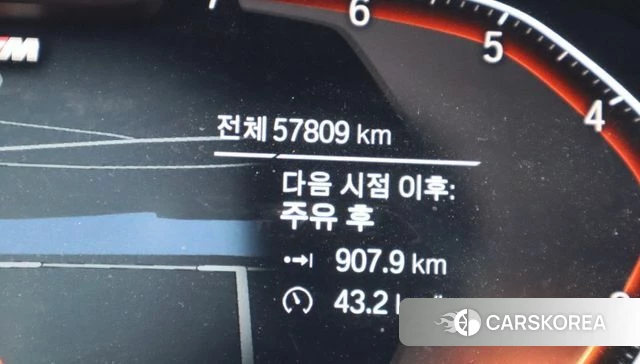 7 6 5 4
M
전체 57809 km
다음 시점 이후:
주유 후
907.9 km
43.2
CARSKOREA